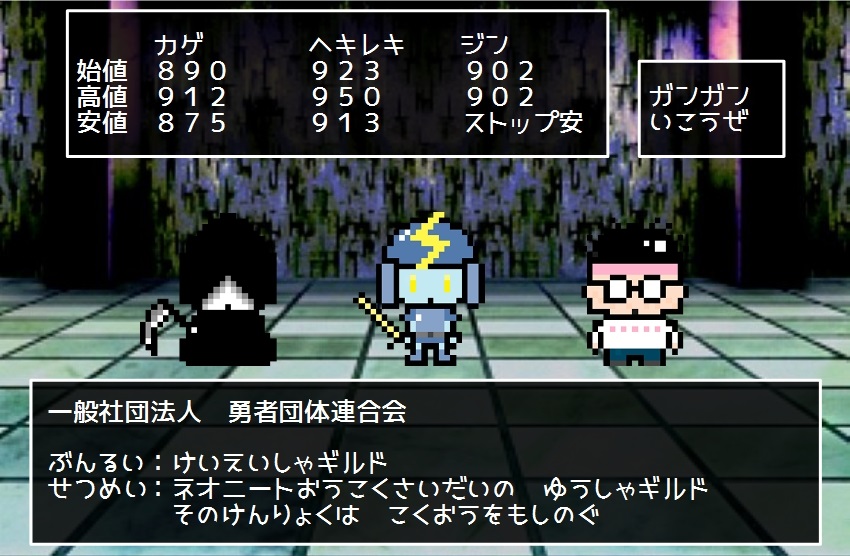 カゲ　ヘキレキ　ジン
始値　８９０　９２３　９０２
高値　９１２　９５０　９０２
安値　８７５　９１３　ストップ安
ガンガン
いこうぜ
一般社団法人　勇者団体連合会
ぶんるい：けいえいしゃギルド
せつめい：ネオニートおうこくさいだいの　ゆうしゃギルド
そのけんりょくは　こくおうをもしのぐ